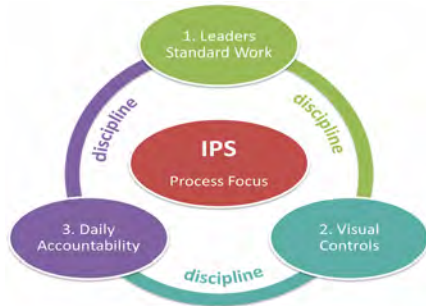 1. Leaders
Standard Work
discipline
discipline
IPS
Process Focus
3. Daily
Accountability
2. Visual
Controls
discipline